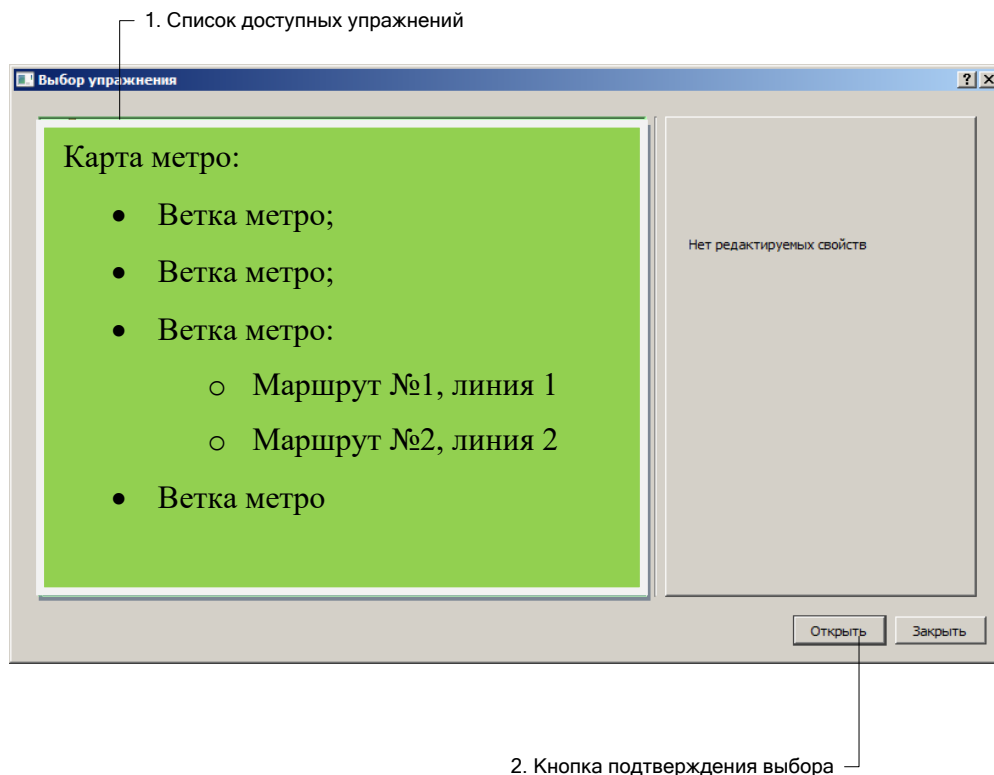 1. Список доступных упражнений
Выбор упражнения
Карта метро:
• Ветка метро;
• Ветка метро;
• Ветка метро:
o Маршрут №1, линия 1
o Маршрут №2, линия 2
• Ветка метро
Нет редактируемых свойств
Открыть Закрыть
2. Кнопка подтверждения выбора